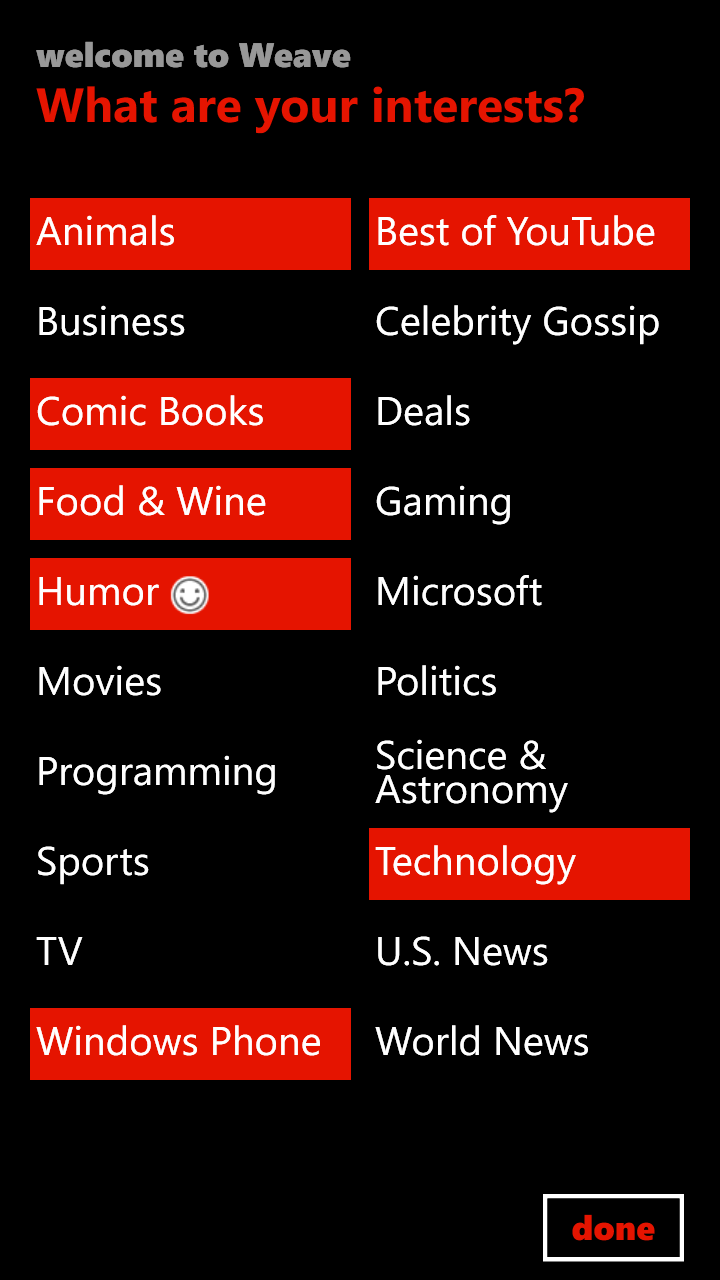 welcome to Weave
What are your interests?
Animals
Best of YouTube
Business
Celebrity Gossip
Comic Books
Deals
Food & Wine
Gaming
Humor
Microsoft
Movies
Politics
Programming
Science &
Astronomy
Sports
Technology
TV
U.S. News
Windows Phone
World News
done